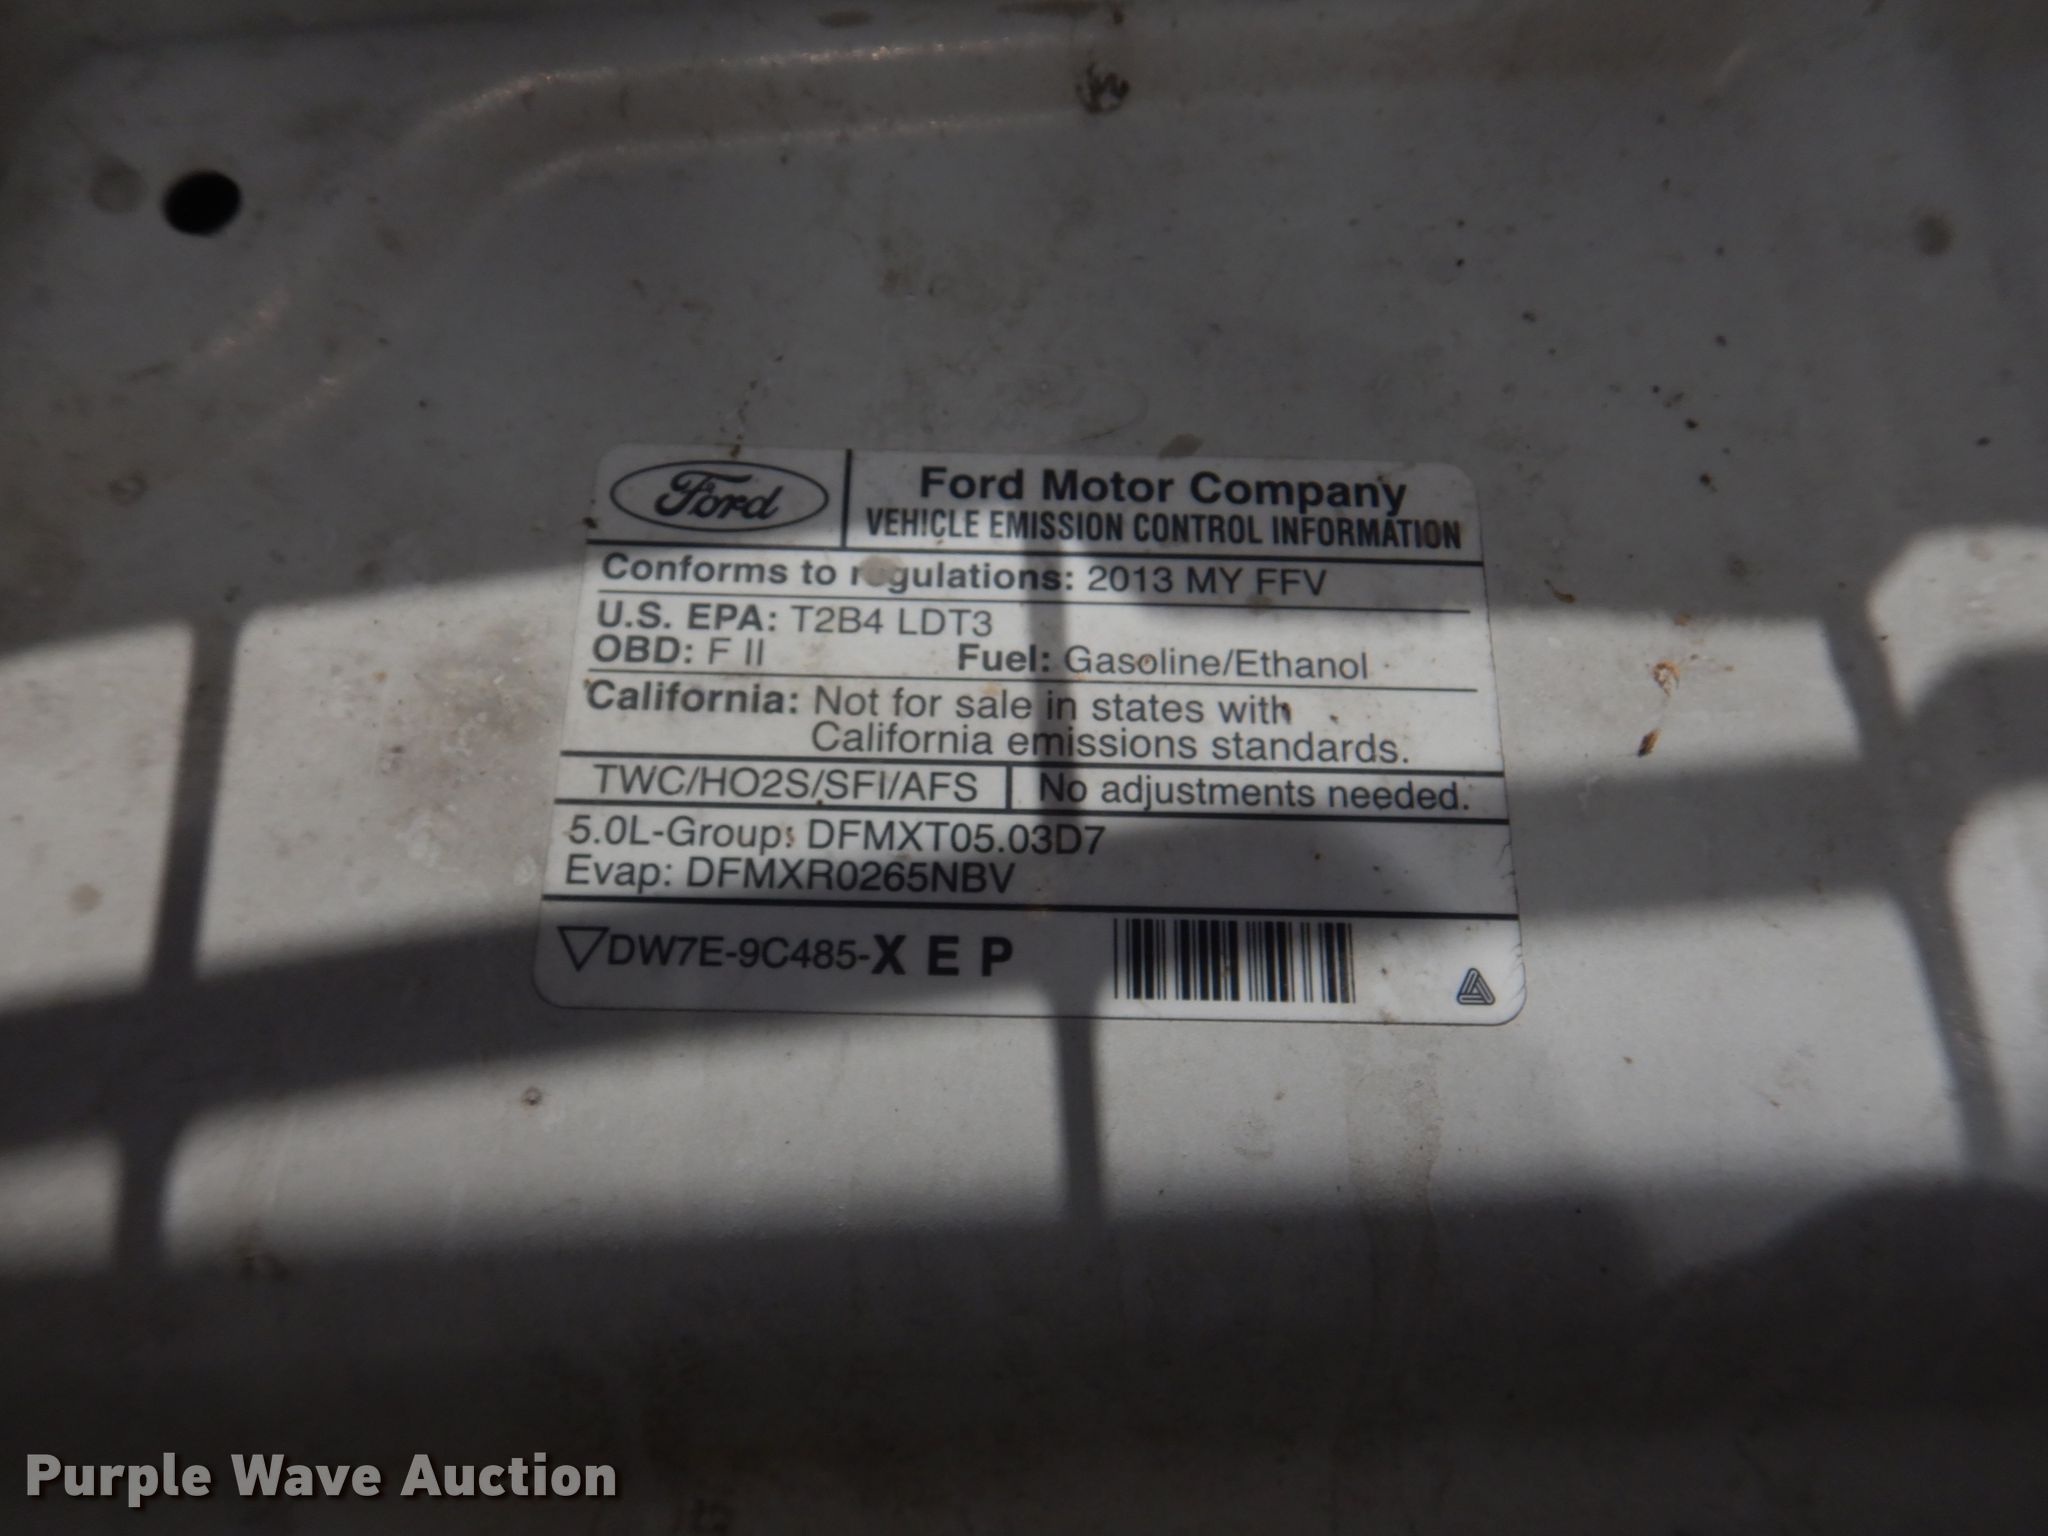 Ford
Ford Motor Company
VEHICLE EMISSION CONTROL INFORMATION
Conforms to regulations: 2013 MY FFV
U.S. EPA: T2B4 LDT3
OBD: F II Fuel: Gasoline/Ethanol
California: Not for sale in states with
California emissions standards.
TWC/HO2S/SFI/AFS No adjustments needed.
5.0L-Group: DFMXT05.03D7
Evap: DFMXR0265NBV
DW7E-9C485-X E P
Purple Wave Auction